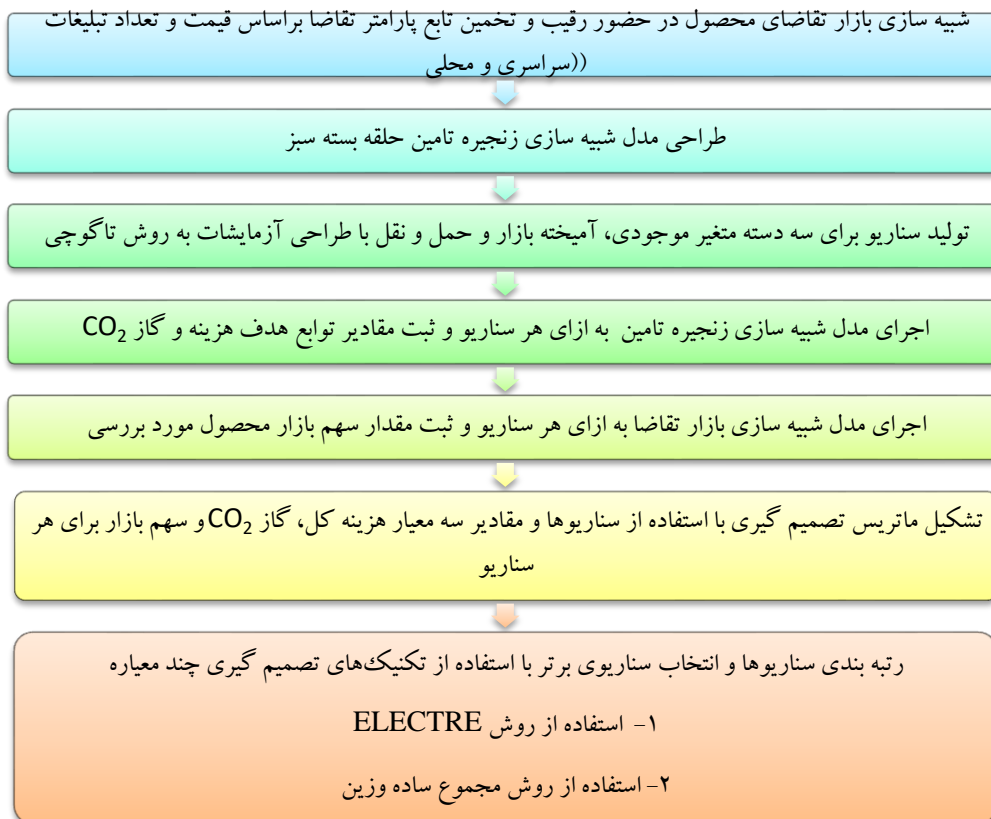 شبیه سازی بازار تقاضای محصول در حضور رقیب و تخمین تابع پارامتر تقاضا براساس قیمت و تعداد تبلیغات
((سراسری و محلی
طراحی مدل شبیه سازی زنجیره تامین حلقه بسته سبز
تولید سناریو برای سه دسته متغیر موجودی، آمیخته بازار و حمل و نقل با طراحی آزمایشات به روش تاگوچی
اجرای مدل شبیه سازی زنجیره تامین به ازای هر سناریو و ثبت مقادیر توابع هدف هزینه و گاز CO₂
اجرای مدل شبیه سازی بازار تقاضا به ازای هر سناریو و ثبت مقدار سهم بازار محصول مورد بررسی
تشکیل ماتریس تصمیم گیری با استفاده از سناریوها و مقادیر سه معیار هزینه کل، گاز CO₂ و سهم بازار برای هر
سناریو
رتبه بندی سناریوها و انتخاب سناریوی برتر با استفاده از تکنیک‌های تصمیم گیری چند معیاره
۱- استفاده از روش ELECTRE
۲- استفاده از روش مجموع ساده وزین